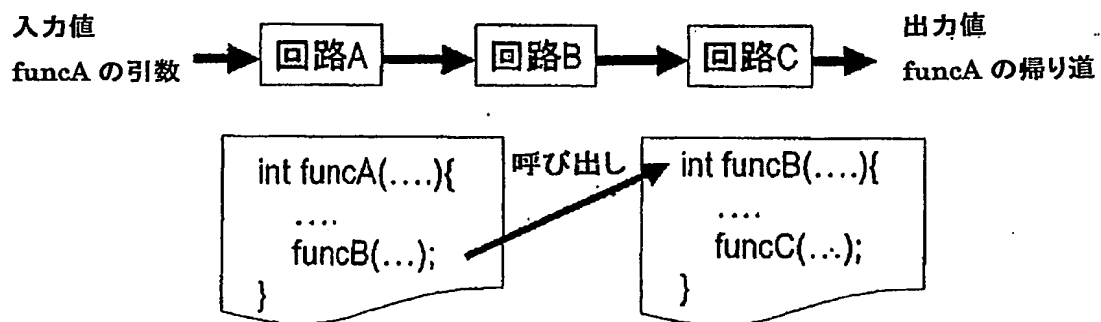 入力値
funcA の引数
回路A
回路B
回路C
出力値
funcA の帰り道
int funcA(....){
....
funcB(...);
}
呼び出し
int funcB(....){
....
funcC(...);
}